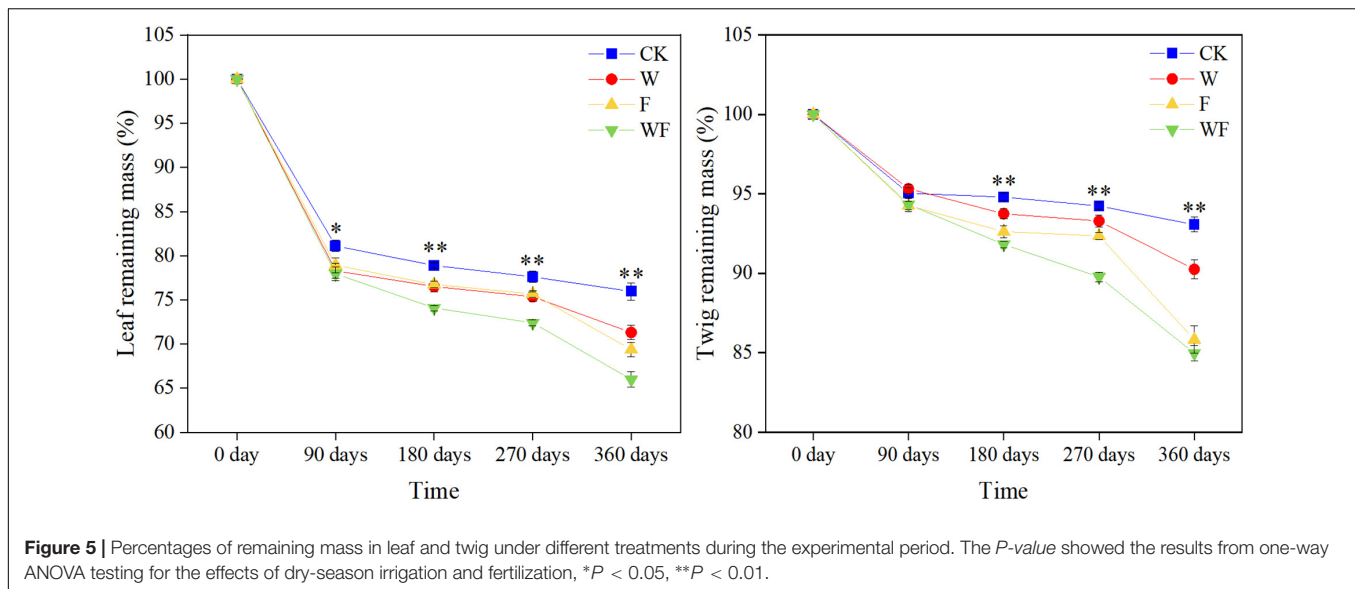 105
100
95
90
85
80
75
70
65
60
Leaf remaining mass (%)
0 day 90 days 180 days 270 days 360 days
Time
CK
W
F
WF
*
**
**
**
105
100
95
90
85
80
Twig remaining mass (%)
0 day 90 days 180 days 270 days 360 days
Time
CK
W
F
WF
**
**
**
Figure 5 | Percentages of remaining mass in leaf and twig under different treatments during the experimental period. The P-value showed the results from one-way
ANOVA testing for the effects of dry-season irrigation and fertilization, *P < 0.05, **P < 0.01.